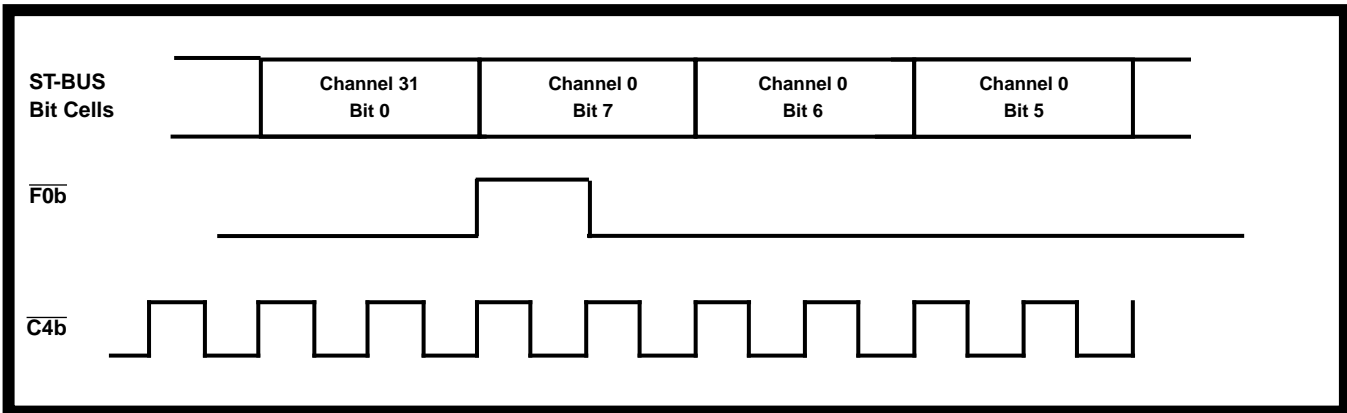 ST-BUS
Bit Cells
Channel 31
Bit 0
Channel 0
Bit 7
Channel 0
Bit 6
Channel 0
Bit 5
F0b
C4b